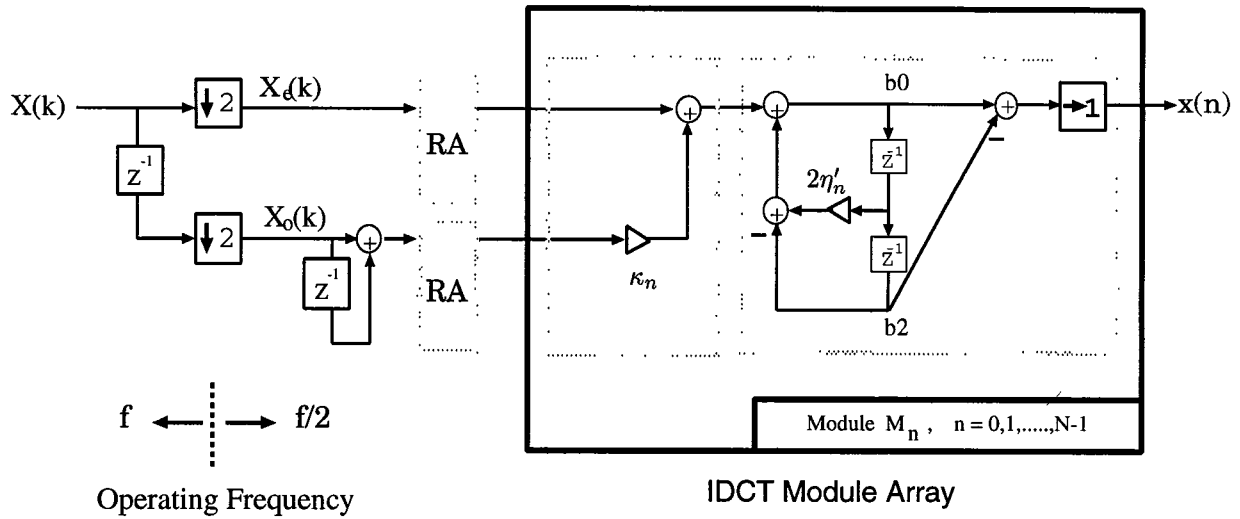 X(k)
↓2
Xe(k)
z⁻¹
↓2
Xo(k)
z⁻¹
+
RA
RA
κn
+
+
b0
z⁻¹
2η′n
+
−
z⁻¹
b2
+
−
→1
x(n)
f
f/2
Operating Frequency
Module Mn , n = 0,1,.....,N-1
IDCT Module Array